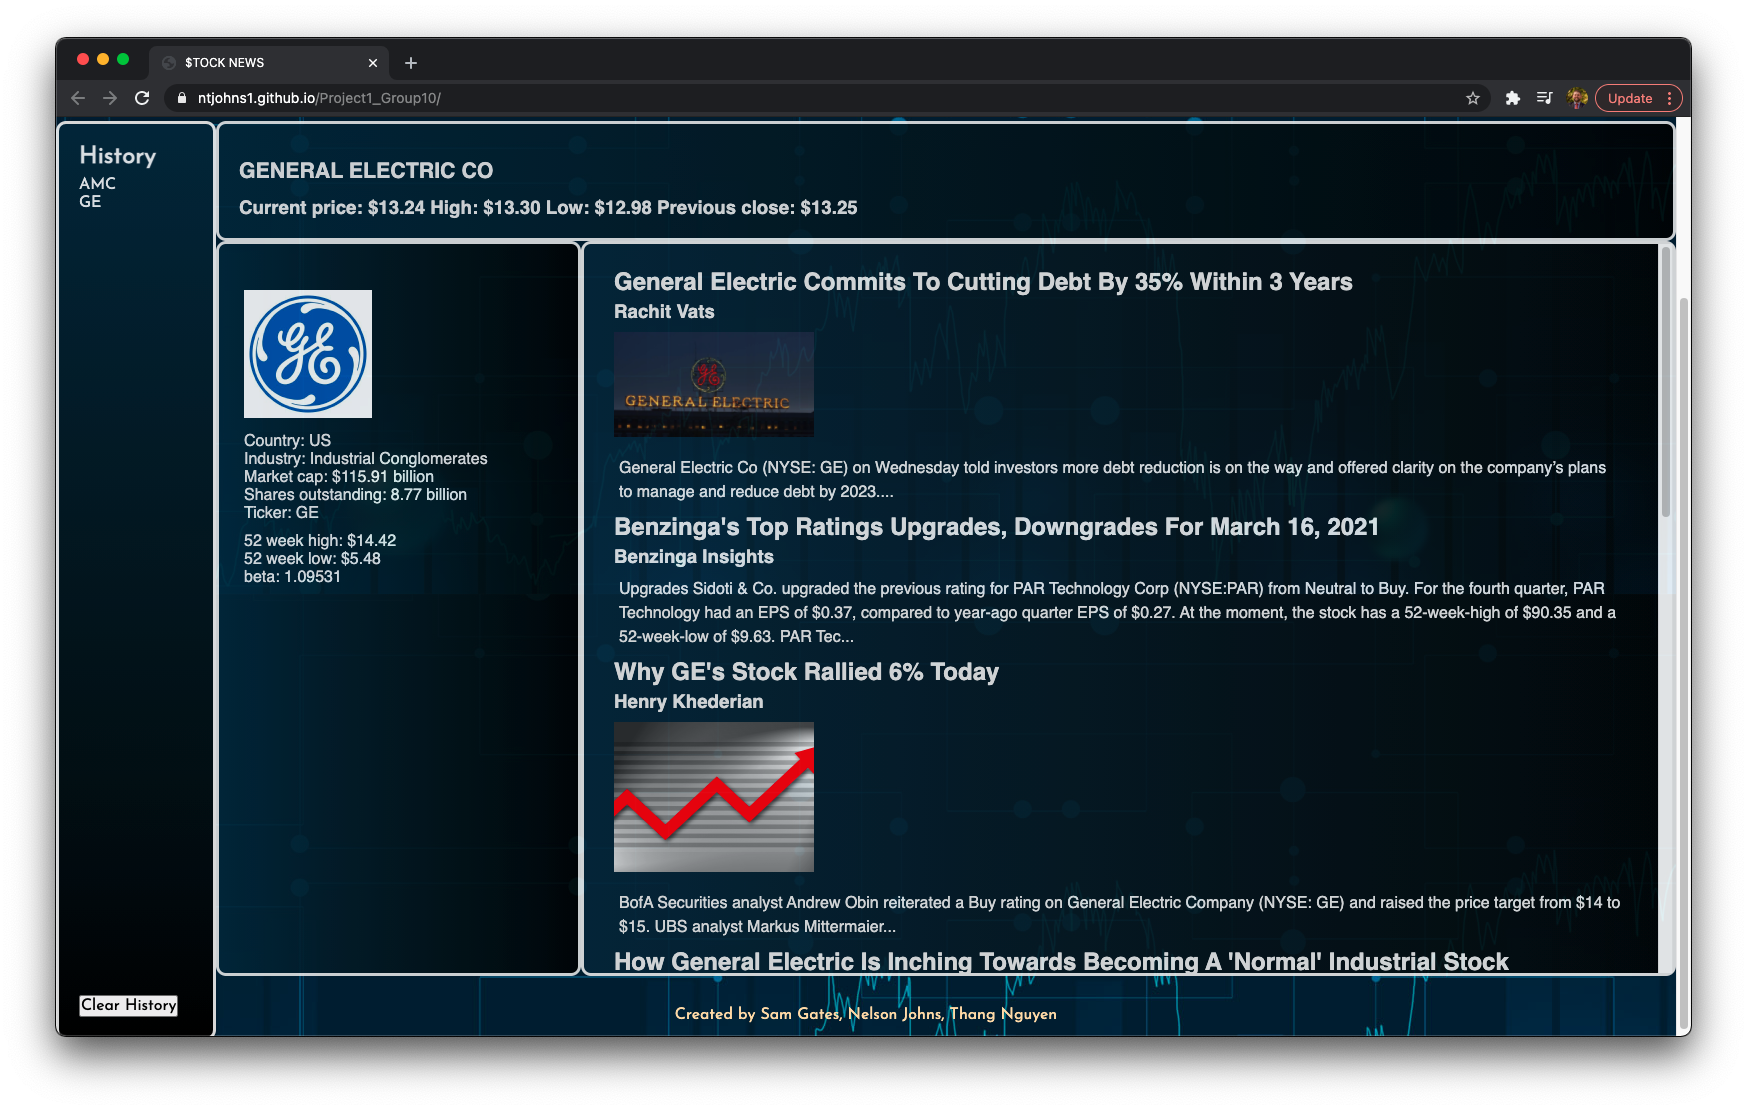 $TOCK NEWS
ntjohns1.github.io/Project1_Group10/
Update
History
AMC
GE
Clear History
GENERAL ELECTRIC CO
Current price: $13.24 High: $13.30 Low: $12.98 Previous close: $13.25
GE
Country: US
Industry: Industrial Conglomerates
Market cap: $115.91 billion
Shares outstanding: 8.77 billion
Ticker: GE
52 week high: $14.42
52 week low: $5.48
beta: 1.09531
General Electric Commits To Cutting Debt By 35% Within 3 Years
Rachit Vats
GE
GENERAL ELECTRIC
General Electric Co (NYSE: GE) on Wednesday told investors more debt reduction is on the way and offered clarity on the company’s plans
to manage and reduce debt by 2023....
Benzinga's Top Ratings Upgrades, Downgrades For March 16, 2021
Benzinga Insights
Upgrades Sidoti & Co. upgraded the previous rating for PAR Technology Corp (NYSE:PAR) from Neutral to Buy. For the fourth quarter, PAR
Technology had an EPS of $0.37, compared to year-ago quarter EPS of $0.27. At the moment, the stock has a 52-week-high of $90.35 and a
52-week-low of $9.63. PAR Tec...
Why GE's Stock Rallied 6% Today
Henry Khederian
BofA Securities analyst Andrew Obin reiterated a Buy rating on General Electric Company (NYSE: GE) and raised the price target from $14 to
$15. UBS analyst Markus Mittermaier...
How General Electric Is Inching Towards Becoming A 'Normal' Industrial Stock
Created by Sam Gates, Nelson Johns, Thang Nguyen